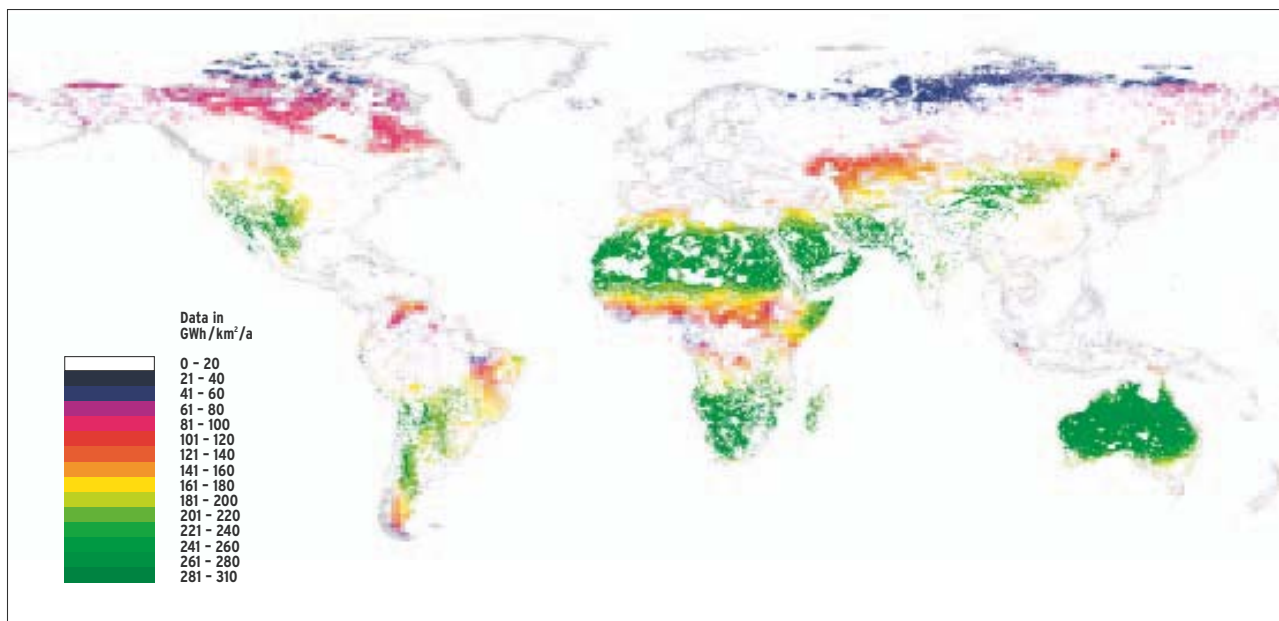 Data in
GWh/km²/a
0 – 20
21 – 40
41 – 60
61 – 80
81 – 100
101 – 120
121 – 140
141 – 160
161 – 180
181 – 200
201 – 220
221 – 240
241 – 260
261 – 280
281 – 310